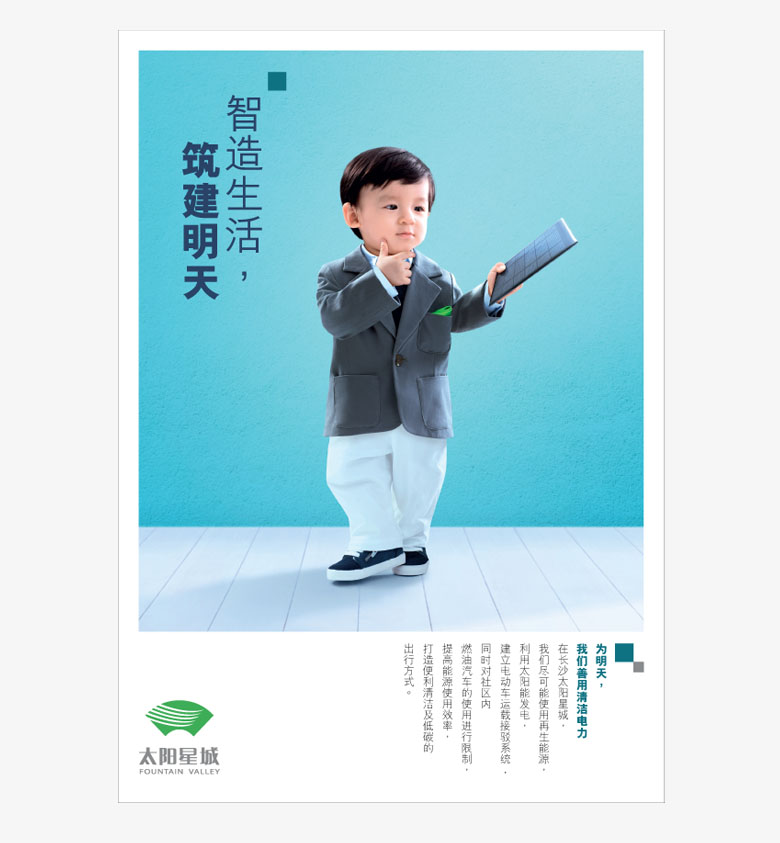 智造生活，
筑建明天
为明天，
我们善用清洁电力
在长沙太阳星城，
我们尽可能使用再生能源，
利用太阳能发电，
建立电动车运载接驳系统，
同时对社区内
燃油汽车的使用进行限制，
提高能源使用效率，
打造便利清洁及低碳的
出行方式。
太阳星城
FOUNTAIN VALLEY